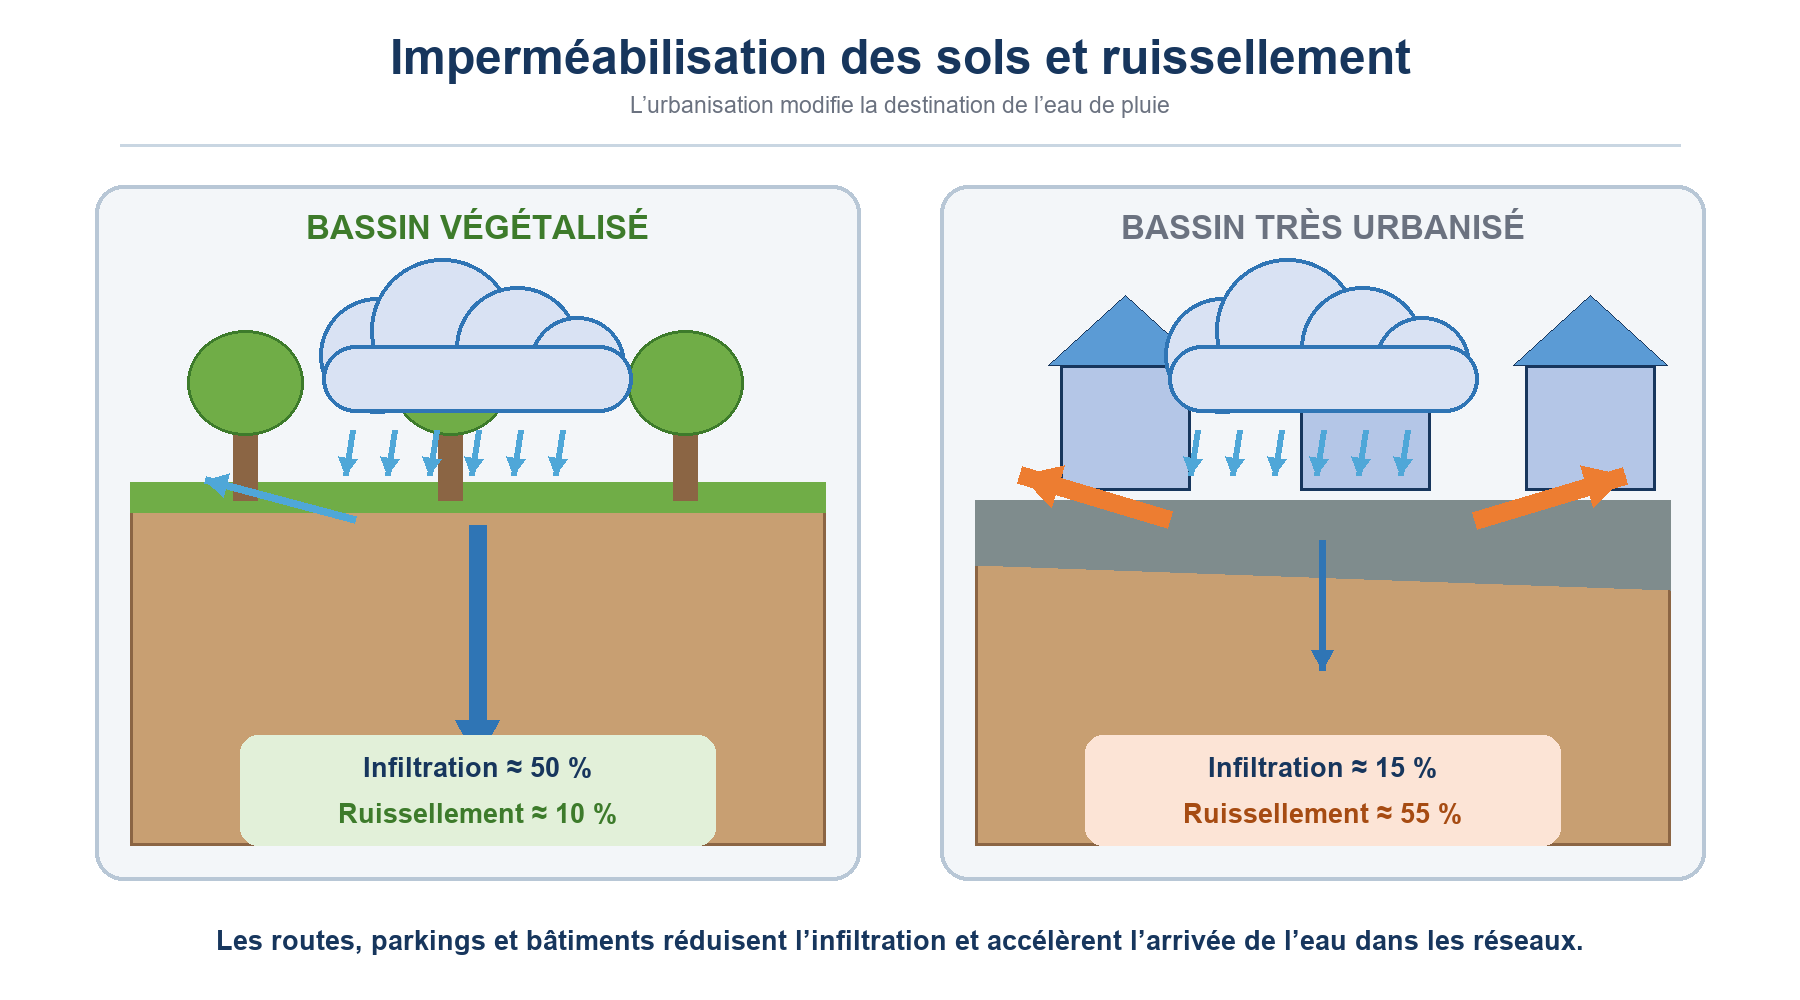 Imperméabilisation des sols et ruissellement
L’urbanisation modifie la destination de l’eau de pluie
BASSIN VÉGÉTALISÉ
Infiltration ≈ 50 %
Ruissellement ≈ 10 %
BASSIN TRÈS URBANISÉ
Infiltration ≈ 15 %
Ruissellement ≈ 55 %
Les routes, parkings et bâtiments réduisent l’infiltration et accélèrent l’arrivée de l’eau dans les réseaux.